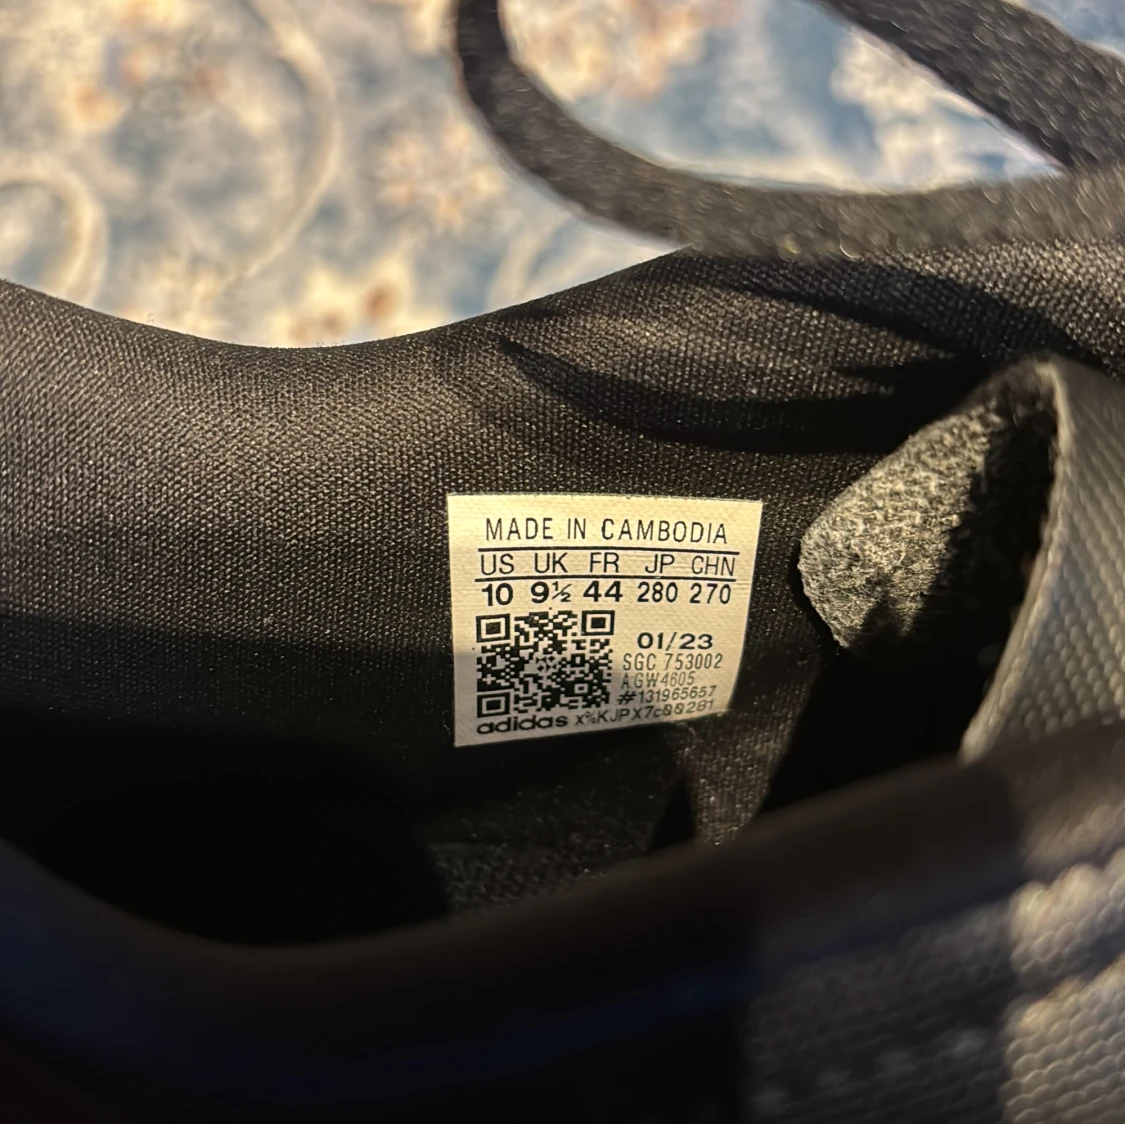 MADE IN CAMBODIA
US UK FR JP CHN
10 9½ 44 280 270
01/23
SGC 753002
AGW4605
#131965657
adidas x%KJPX7c00281